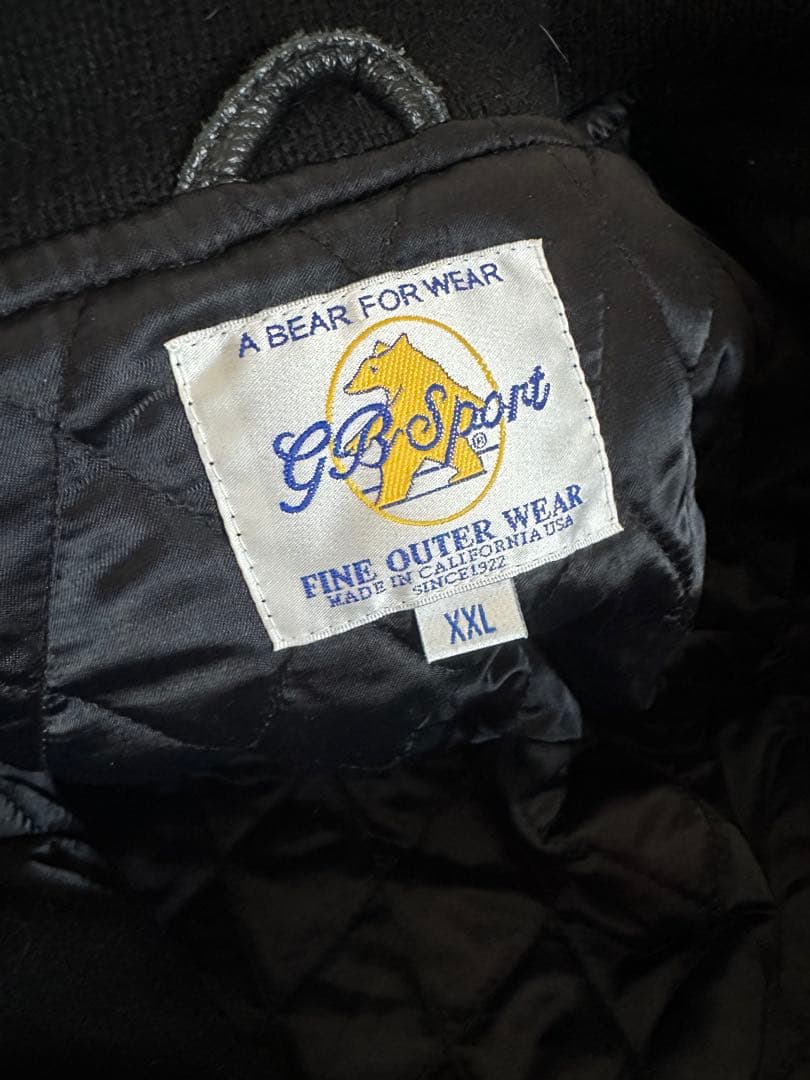 A BEAR FOR WEAR
GB Sport ®
FINE OUTER WEAR
MADE IN CALIFORNIA USA
SINCE 1922
XXL